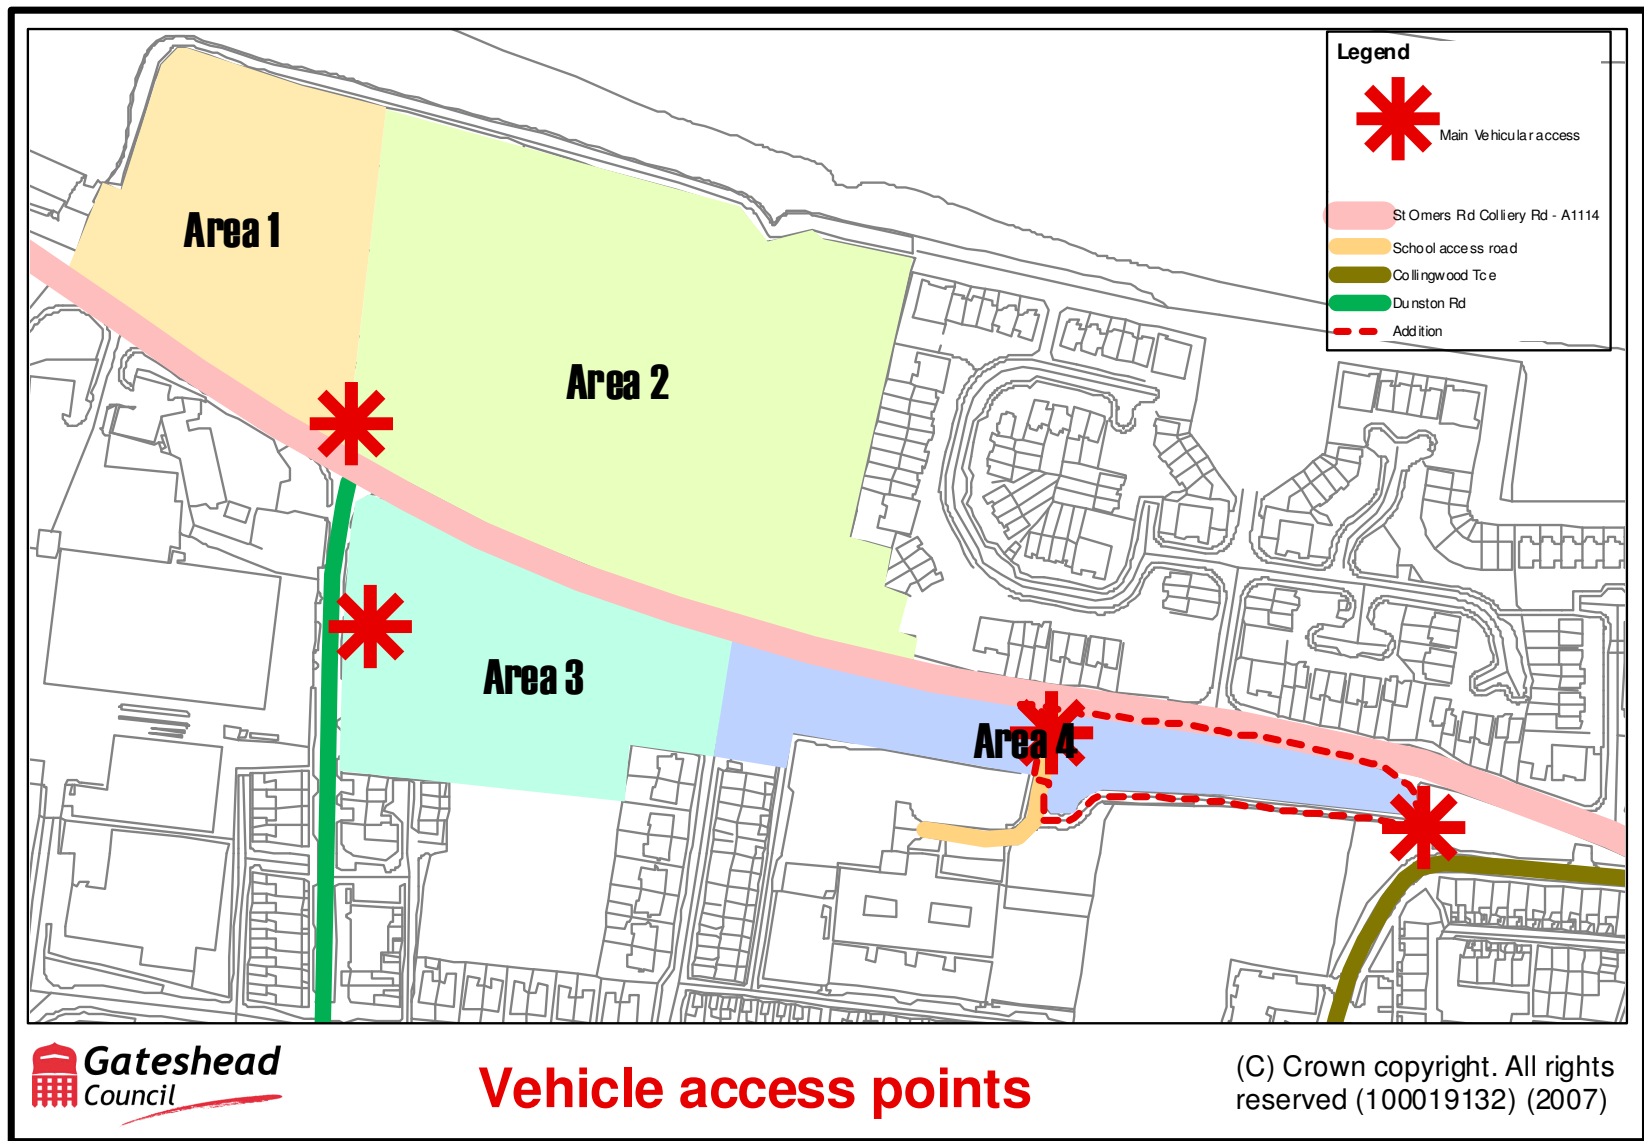 Legend
Main Vehicular access
St Omers Rd Colliery Rd - A1114
School access road
Collingwood Tce
Dunston Rd
Addition
Area 1
Area 2
Area 3
Area 4
Gateshead
Council
Vehicle access points
(C) Crown copyright. All rights
reserved (100019132) (2007)